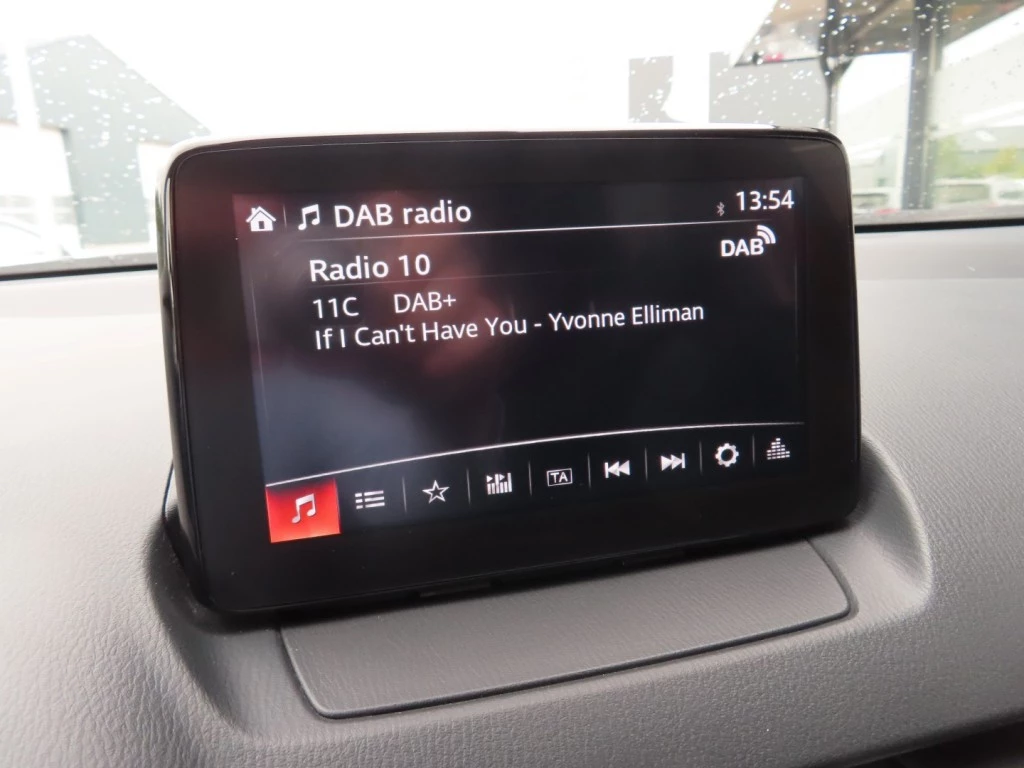 DAB radio 13:54
DAB
Radio 10
11C DAB+
If I Can't Have You - Yvonne Elliman
TA